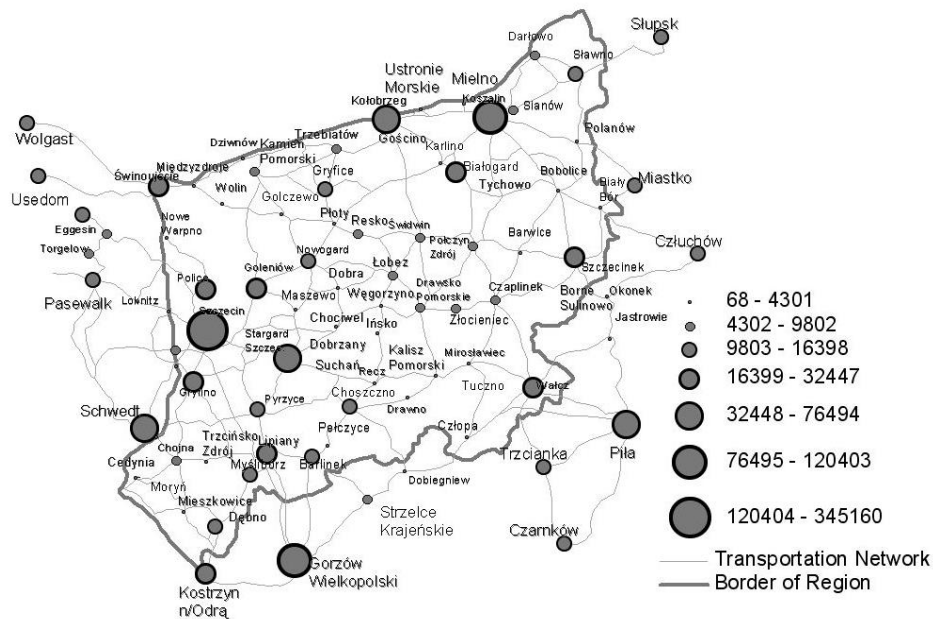 Słupsk
Darłowo
Sławno
Ustronie
Morskie
Mielno
Kołobrzeg
Koszalin
Sianów
Gościno
Polanów
Wolgast
Trzebiatów
Dziwnów
Kamień
Pomorski
Karlino
Białogard
Międzyzdroje
Świnoujście
Gryfice
Tychowo
Bobolice
Biały
Bór
Miastko
Usedom
Wolin
Golczewo
Eggesin
Nowe
Warpno
Płoty
Resko
Świdwin
Połczyn
Zdrój
Barwice
Człuchów
Torgelow
Nowogard
Szczecinek
Police
Goleniów
Dobra
Łobez
Drawsko
Pomorskie
Czaplinek
Borne
Sulinowo
Okonek
Pasewalk
Maszewo
Węgorzyno
Złocieniec
Jastrowie
Szczecin
Chociwel
Ińsko
Stargard
Szczec.
Dobrzany
Suchań
Recz
Kalisz
Pomorski
Mirosławiec
Gryfino
Choszczno
Tuczno
Wałcz
Schwedt
Pyrzyce
Drawno
Człopa
Trzcińsko
Zdrój
Lipiany
Pełczyce
Trzcianka
Piła
Chojna
Cedynia
Myślibórz
Barlinek
Moryń
Dobiegniew
Mieszkowice
Dębno
Strzelce
Krajeńskie
Czarnków
Gorzów
Wielkopolski
Kostrzyn
n/Odrą
68 - 4301
4302 - 9802
9803 - 16398
16399 - 32447
32448 - 76494
76495 - 120403
120404 - 345160
Transportation Network
Border of Region